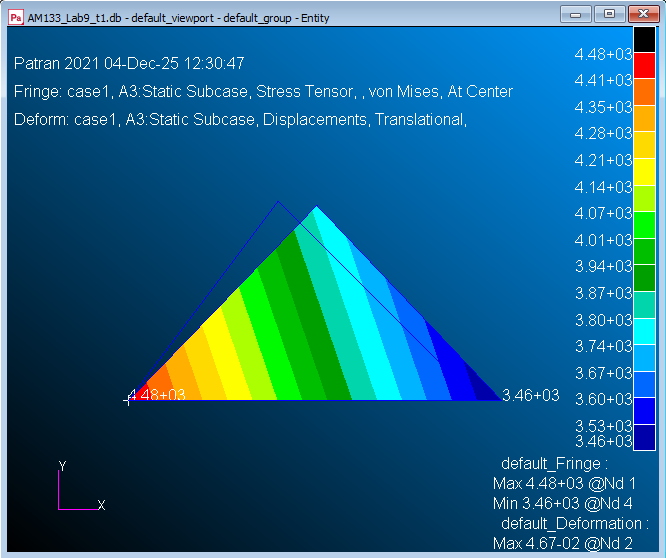 Pa AM133_Lab9_t1.db - default_viewport - default_group - Entity
Patran 2021 04-Dec-25 12:30:47
Fringe: case1, A3:Static Subcase, Stress Tensor, , von Mises, At Center
Deform: case1, A3:Static Subcase, Displacements, Translational,
4.48+03
4.41+03
4.35+03
4.28+03
4.21+03
4.14+03
4.07+03
4.01+03
3.94+03
3.87+03
3.80+03
3.74+03
3.67+03
3.60+03
3.53+03
3.46+03
4.48+03
3.46+03
Y
X
default_Fringe :
Max 4.48+03 @Nd 1
Min 3.46+03 @Nd 4
default_Deformation :
Max 4.67-02 @Nd 2